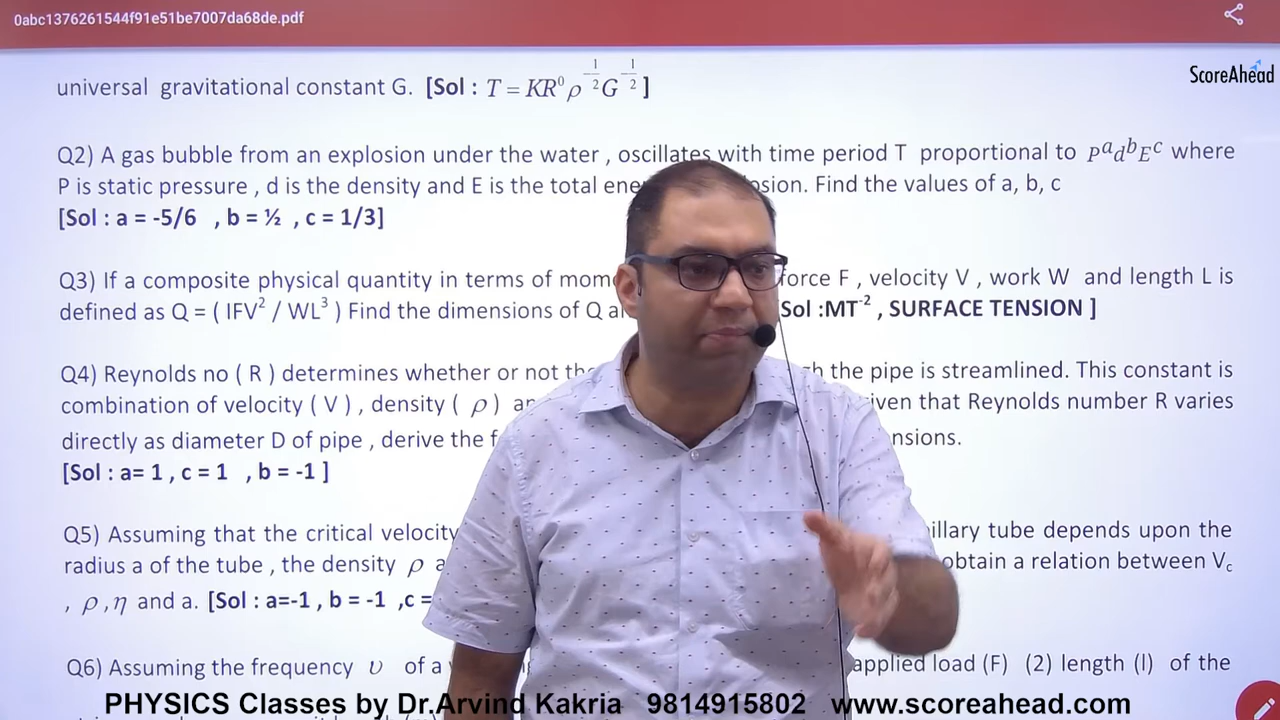 0abc1376261544f91e51be7007da68de.pdf
ScoreAhead
universal gravitational constant G. [Sol : T = KR⁰ ρ^(-1/2) G^(-1/2) ]
Q2) A gas bubble from an explosion under the water , oscillates with time period T proportional to PᵃdᵇEᶜ where
P is static pressure , d is the density and E is the total osion. Find the values of a, b, c
[Sol : a = -5/6 , b = ½ , c = 1/3]
Q3) If a composite physical quantity in terms of mom force F , velocity V , work W and length L is
defined as Q = ( IFV² / WL³ ) Find the dimensions of Q Sol :MT⁻² , SURFACE TENSION ]
Q4) Reynolds no ( R ) determines whether or not the pipe is streamlined. This constant is
combination of velocity ( V ) , density ( ρ ) that Reynolds number R varies
directly as diameter D of pipe , derive the
[Sol : a= 1 , c = 1 , b = -1 ]
Q5) Assuming that the critical velocity tube depends upon the
radius a of the tube , the density ρ obtain a relation between V꜀
, ρ , η and a. [Sol : a=-1 , b = -1 ,c =
Q6) Assuming the frequency υ of a applied load (F) (2) length (l) of the
PHYSICS Classes by Dr.Arvind Kakria 9814915802 www.scoreahead.com